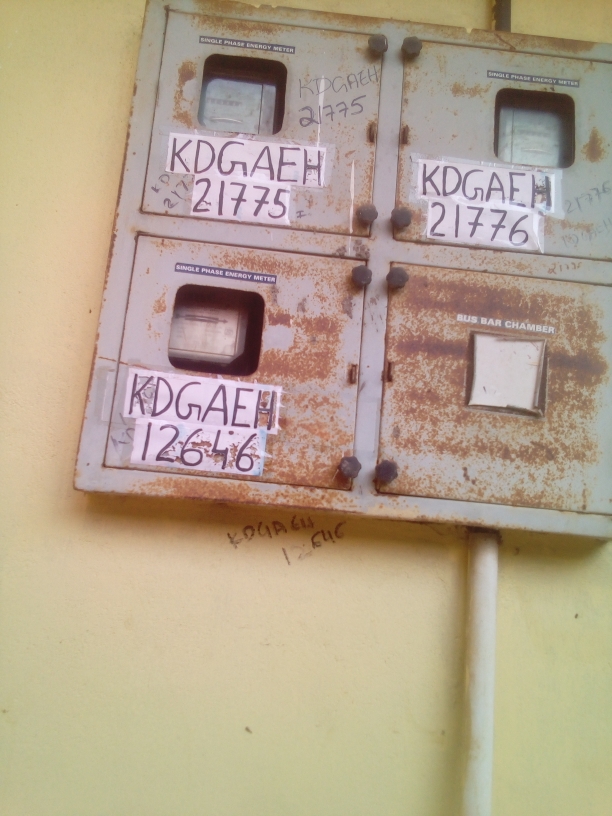 SINGLE PHASE ENERGY METER
KDGAEH
21775
KDGAEH
21775
SINGLE PHASE ENERGY METER
KDGAEH
21776
21776
SINGLE PHASE ENERGY METER
KDGAEH
12646
BUS BAR CHAMBER
KDGAEH